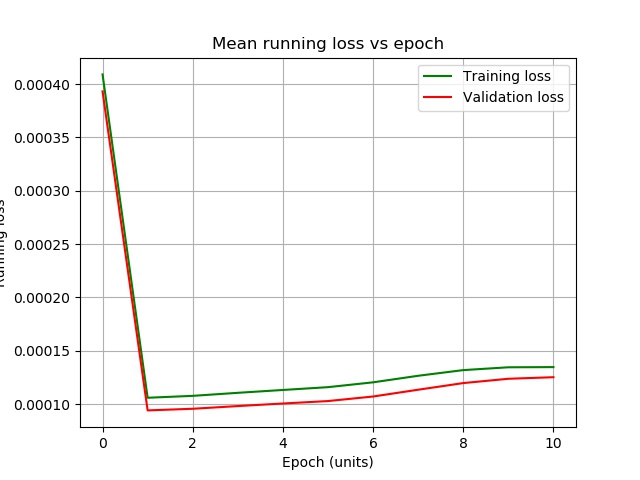 Mean running loss vs epoch
Training loss
Validation loss
0.00040
0.00035
0.00030
0.00025
0.00020
0.00015
0.00010
Running loss
0 2 4 6 8 10
Epoch (units)